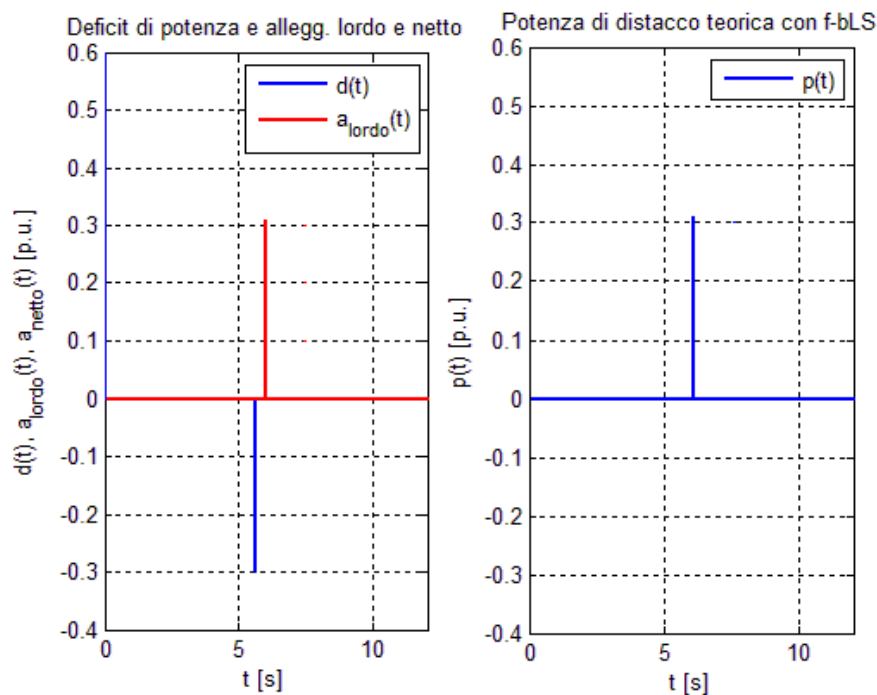 Deficit di potenza e allegg. lordo e netto
0.6
0.5
0.4
0.3
0.2
0.1
0
-0.1
-0.2
-0.3
-0.4
d(t), a_lordo(t), a_netto(t) [p.u.]
d(t)
a_lordo(t)
0 5 10
t [s]
Potenza di distacco teorica con f-bLS
0.6
0.5
0.4
0.3
0.2
0.1
0
-0.1
-0.2
-0.3
-0.4
p(t) [p.u.]
p(t)
0 5 10
t [s]